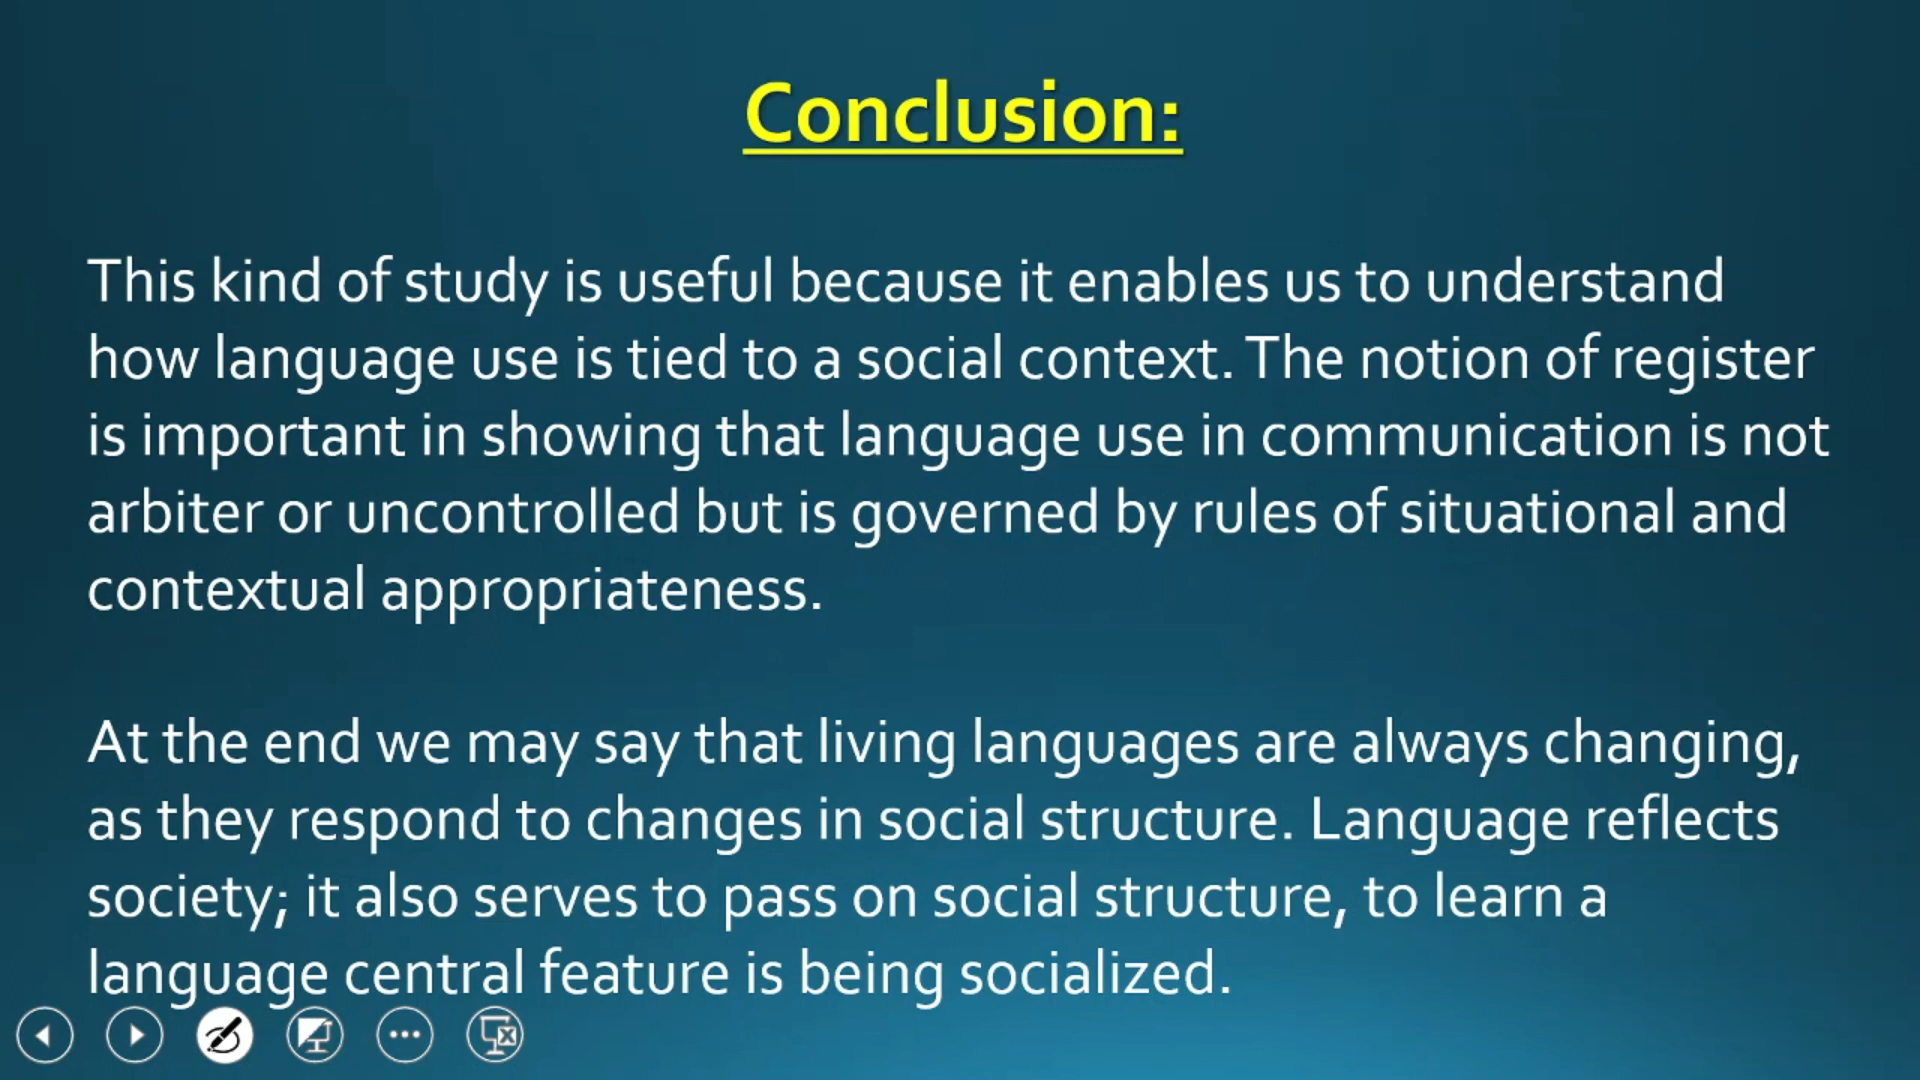 Conclusion:
This kind of study is useful because it enables us to understand
how language use is tied to a social context. The notion of register
is important in showing that language use in communication is not
arbiter or uncontrolled but is governed by rules of situational and
contextual appropriateness.
At the end we may say that living languages are always changing,
as they respond to changes in social structure. Language reflects
society; it also serves to pass on social structure, to learn a
language central feature is being socialized.